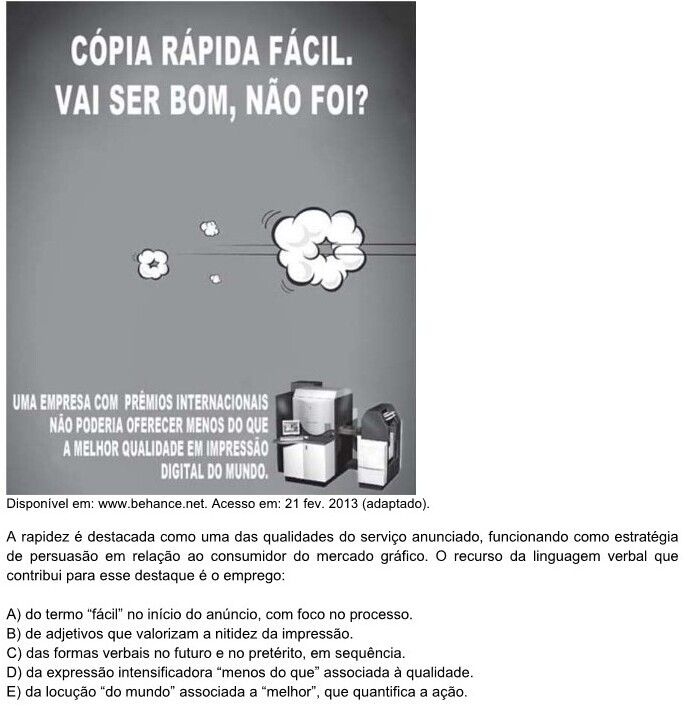 CÓPIA RÁPIDA FÁCIL.
VAI SER BOM, NÃO FOI?
UMA EMPRESA COM PRÊMIOS INTERNACIONAIS
NÃO PODERIA OFERECER MENOS DO QUE
A MELHOR QUALIDADE EM IMPRESSÃO
DIGITAL DO MUNDO.
Disponível em: www.behance.net. Acesso em: 21 fev. 2013 (adaptado).
A rapidez é destacada como uma das qualidades do serviço anunciado, funcionando como estratégia
de persuasão em relação ao consumidor do mercado gráfico. O recurso da linguagem verbal que
contribui para esse destaque é o emprego:
A) do termo “fácil” no início do anúncio, com foco no processo.
B) de adjetivos que valorizam a nitidez da impressão.
C) das formas verbais no futuro e no pretérito, em sequência.
D) da expressão intensificadora “menos do que” associada à qualidade.
E) da locução “do mundo” associada a “melhor”, que quantifica a ação.